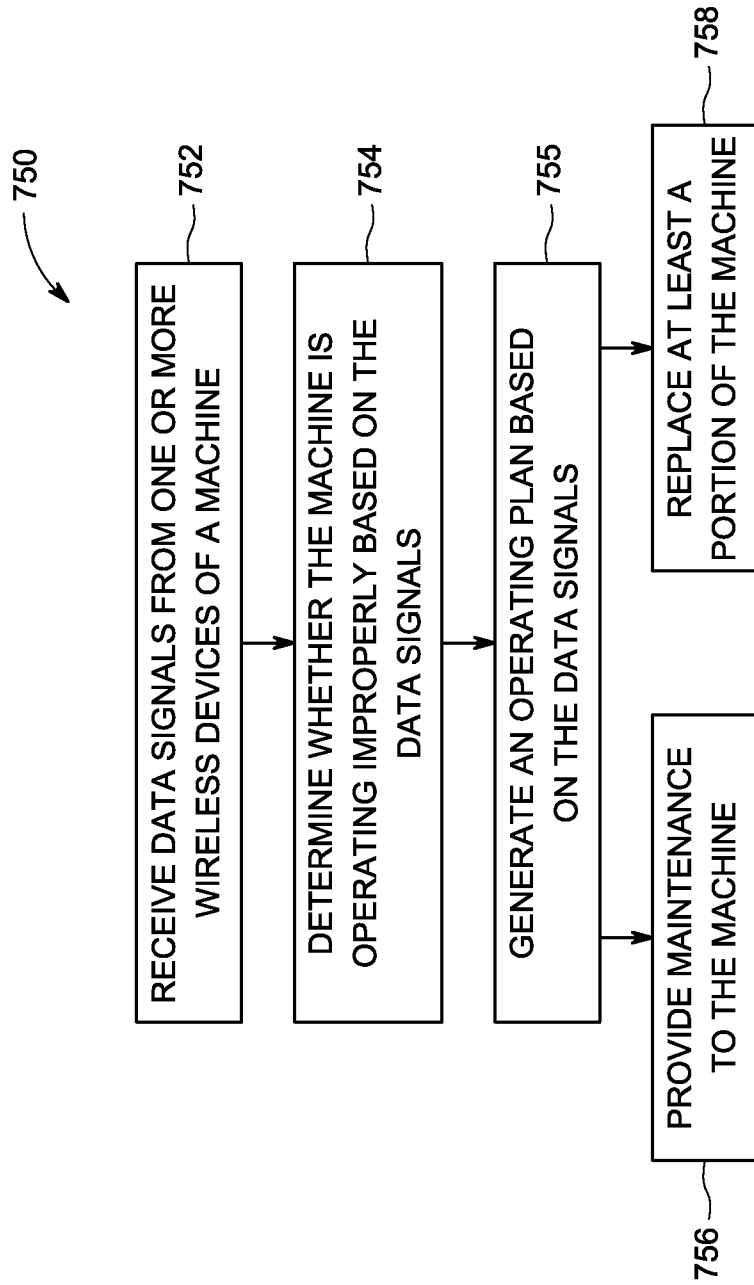 750
RECEIVE DATA SIGNALS FROM ONE OR MORE
WIRELESS DEVICES OF A MACHINE
752
DETERMINE WHETHER THE MACHINE IS
OPERATING IMPROPERLY BASED ON THE
DATA SIGNALS
754
GENERATE AN OPERATING PLAN BASED
ON THE DATA SIGNALS
755
PROVIDE MAINTENANCE
TO THE MACHINE
756
REPLACE AT LEAST A
PORTION OF THE MACHINE
758